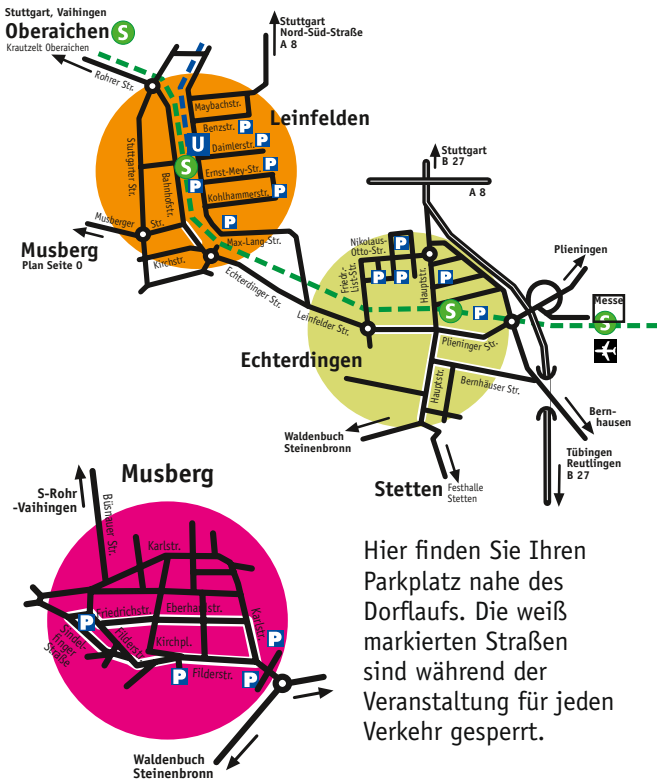 Stuttgart, Vaihingen
Oberaichen S
Krautzelt Oberaichen
Rohrer Str.
Stuttgart
Nord-Süd-Straße
A 8
Leinfelden
Maybachstr.
Benzstr. P
U
Daimlerstr. P
S
Ernst-Mey-Str.
P
P
Kohlhammerstr.
P
Max-Lang-Str.
Stuttgarter Str.
Bahnhofstr.
Musberger Str.
Kirchstr.
Musberg
Plan Seite 0
Echterdinger Str.
Leinfelder Str.
Stuttgart
B 27
A 8
Nikolaus-
Otto-Str.
P
Friedr.-
List-Str.
P P
P
Hauptstr.
S
P
Plieningen
Messe
S
Echterdingen
Plieninger Str.
Hauptstr.
Bernhäuser Str.
Bern-
hausen
Waldenbuch
Steinenbronn
Tübingen
Reutlingen
B 27
Stetten Festhalle
Stetten
Musberg
S-Rohr
-Vaihingen
Büsnauer Str.
Karlstr.
Friedrichstr.
Eberhardstr.
Karlstr.
P
Sindel-
finger
Straße
Filderstr.
Kirchpl.
P
P
Filderstr.
P
Waldenbuch
Steinenbronn
Hier finden Sie Ihren
Parkplatz nahe des
Dorflaufs. Die weiß
markierten Straßen
sind während der
Veranstaltung für jeden
Verkehr gesperrt.